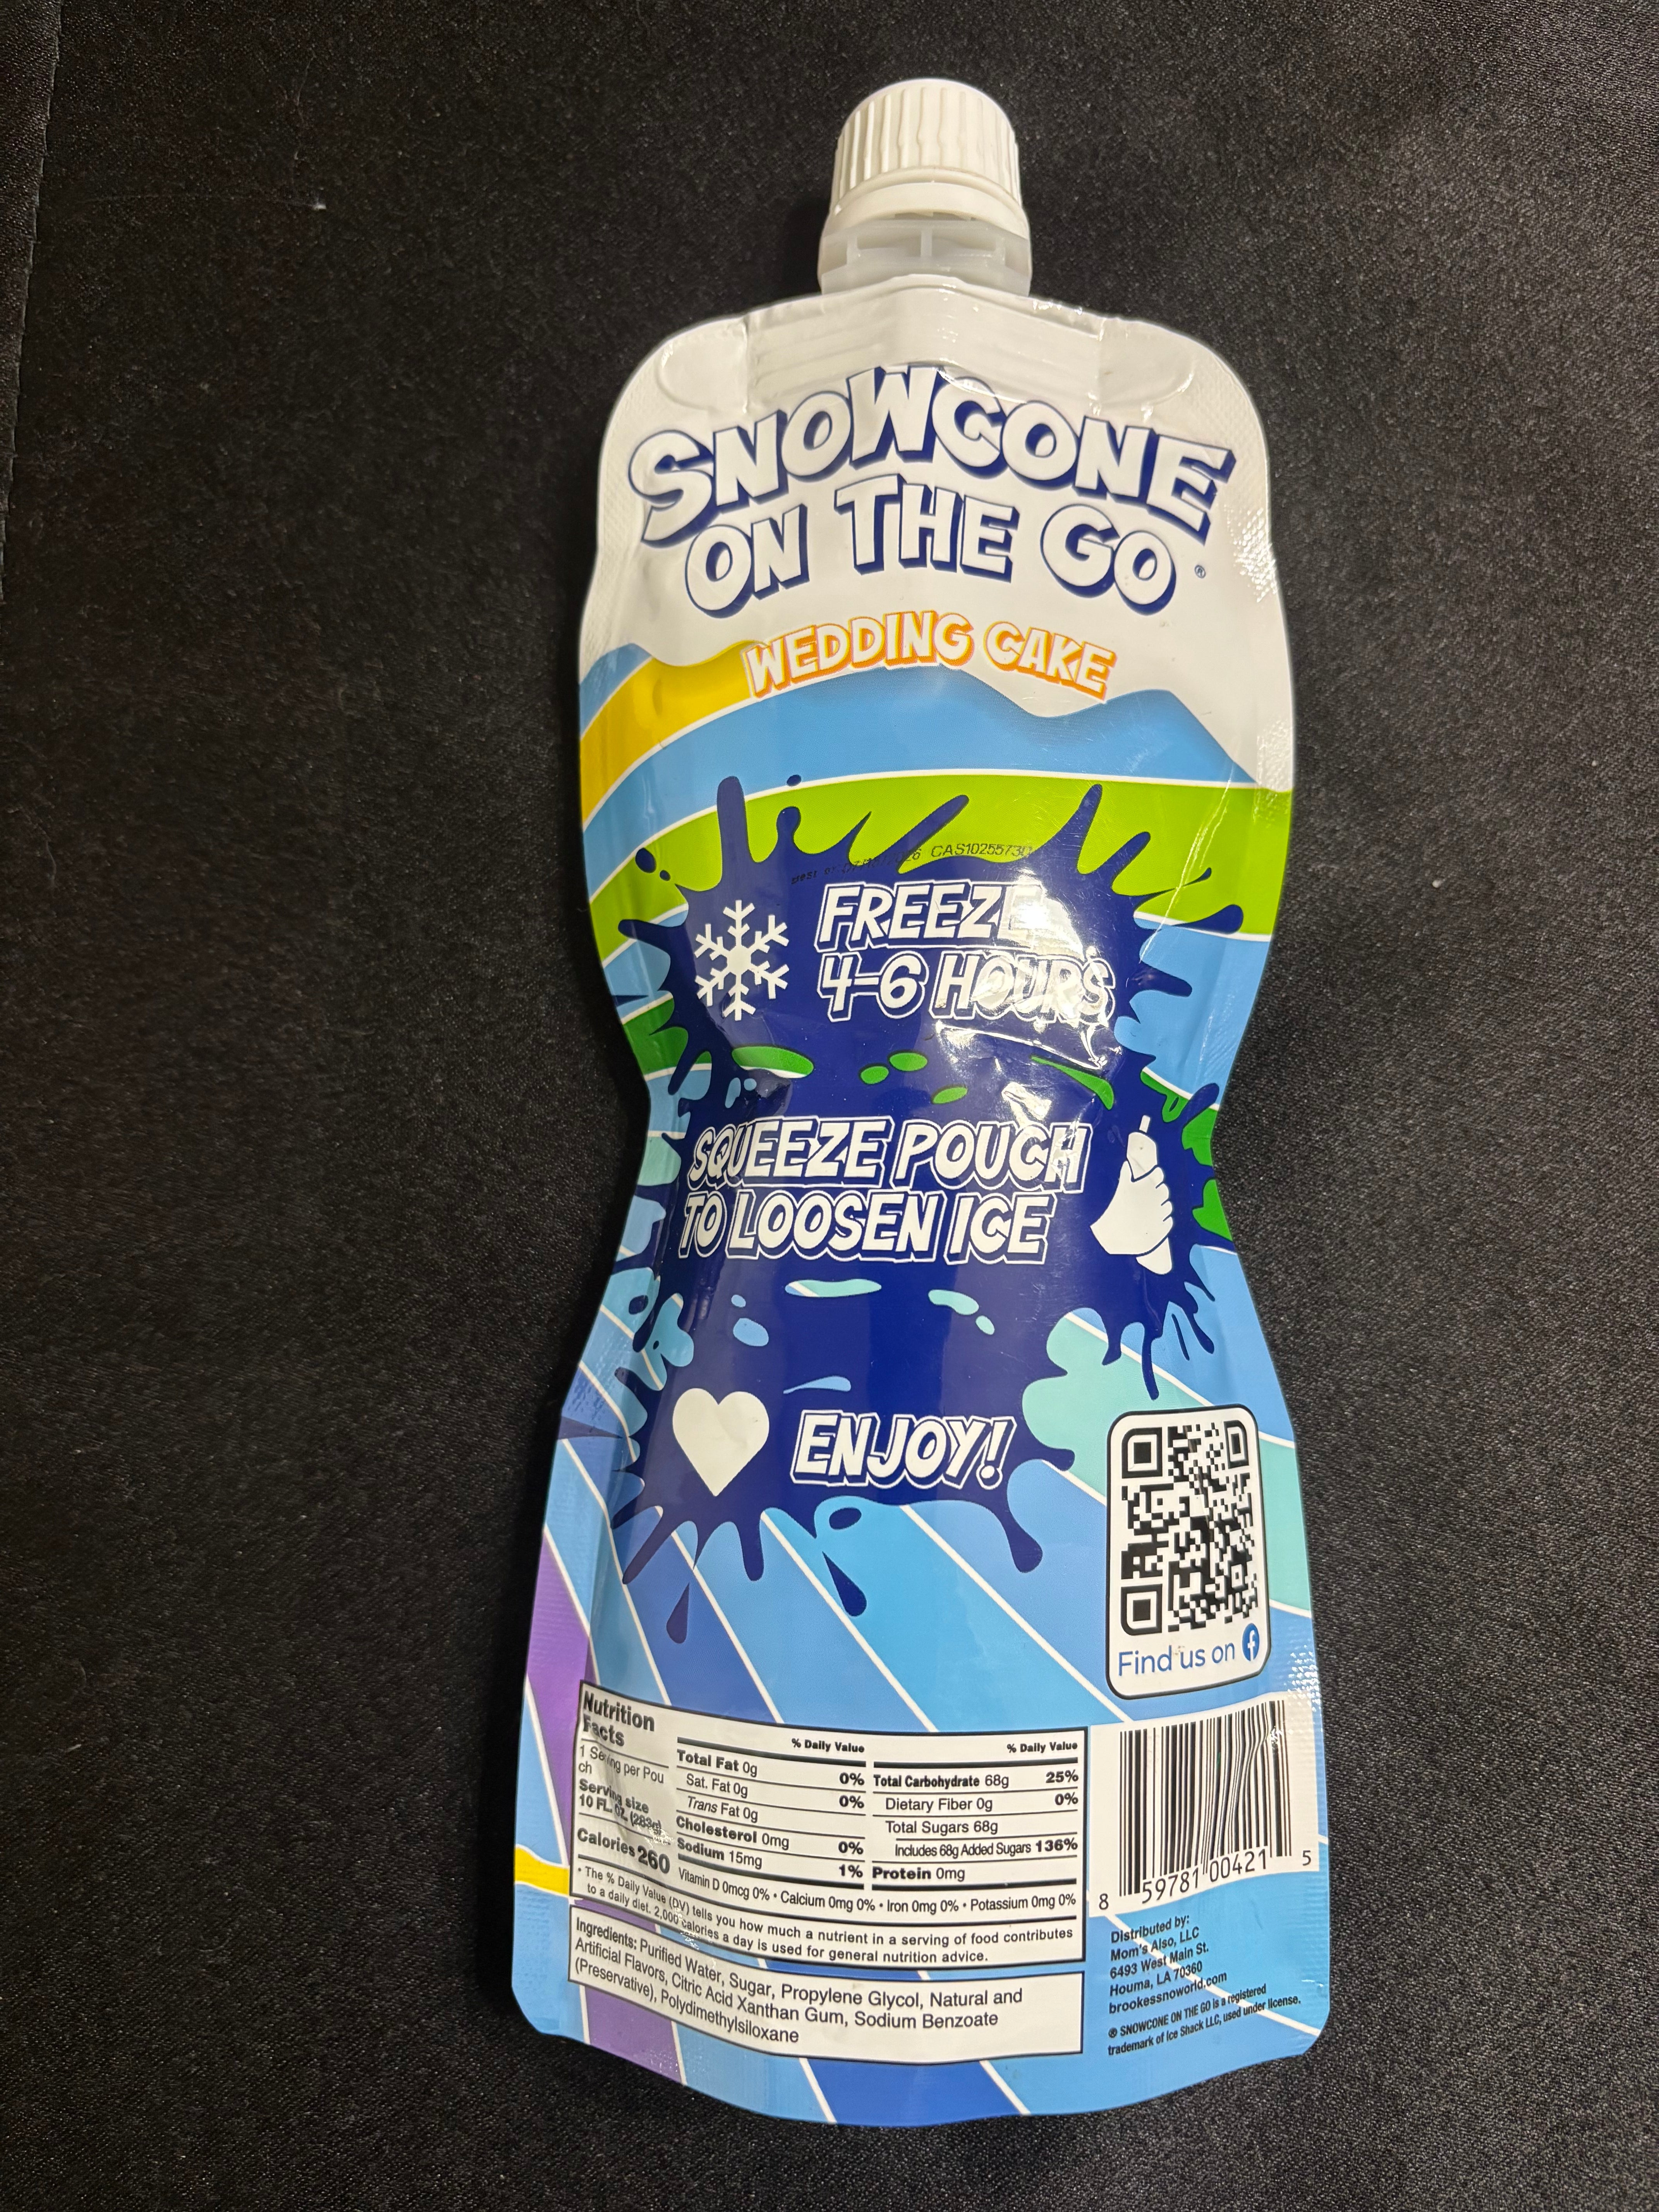 SNOWCONE
ON THE GO
®
WEDDING CAKE
CAS10255730
FREEZE
4-6 HOURS
SQUEEZE POUCH
TO LOOSEN ICE
ENJOY!
Find us on
Nutrition
Facts
1 Serving per Pou
ch
Serving size
10 FL. OZ. (283g)
Calories 260
% Daily Value
Total Fat 0g 0%
Sat. Fat 0g 0%
Trans Fat 0g
Cholesterol 0mg 0%
Sodium 15mg 1%
% Daily Value
Total Carbohydrate 68g 25%
Dietary Fiber 0g 0%
Total Sugars 68g
Includes 68g Added Sugars 136%
Protein 0mg
Vitamin D 0mcg 0% • Calcium 0mg 0% • Iron 0mg 0% • Potassium 0mg 0%
* The % Daily Value (DV) tells you how much a nutrient in a serving of food contributes
to a daily diet. 2,000 calories a day is used for general nutrition advice.
Ingredients: Purified Water, Sugar, Propylene Glycol, Natural and
Artificial Flavors, Citric Acid Xanthan Gum, Sodium Benzoate
(Preservative), Polydimethylsiloxane
8 59781 00421 5
Distributed by:
Mom's Also, LLC
6493 West Main St.
Houma, LA 70360
brookessnoworld.com
® SNOWCONE ON THE GO is a registered
trademark of Ice Shack LLC, used under license.